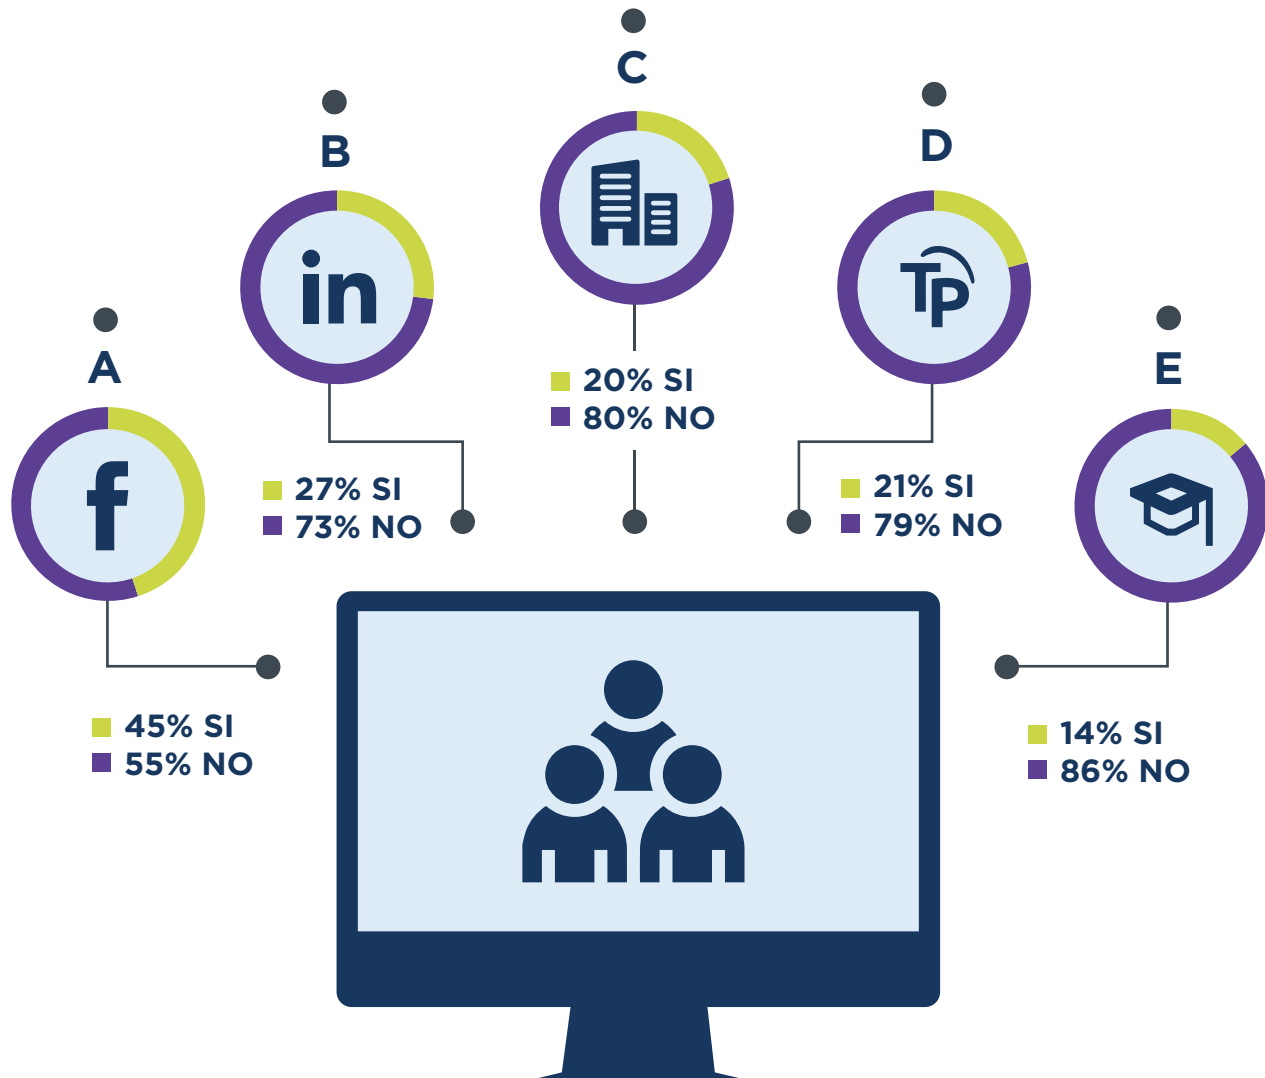 A
f
45% SI
55% NO
B
in
27% SI
73% NO
C
20% SI
80% NO
D
TP
21% SI
79% NO
E
14% SI
86% NO